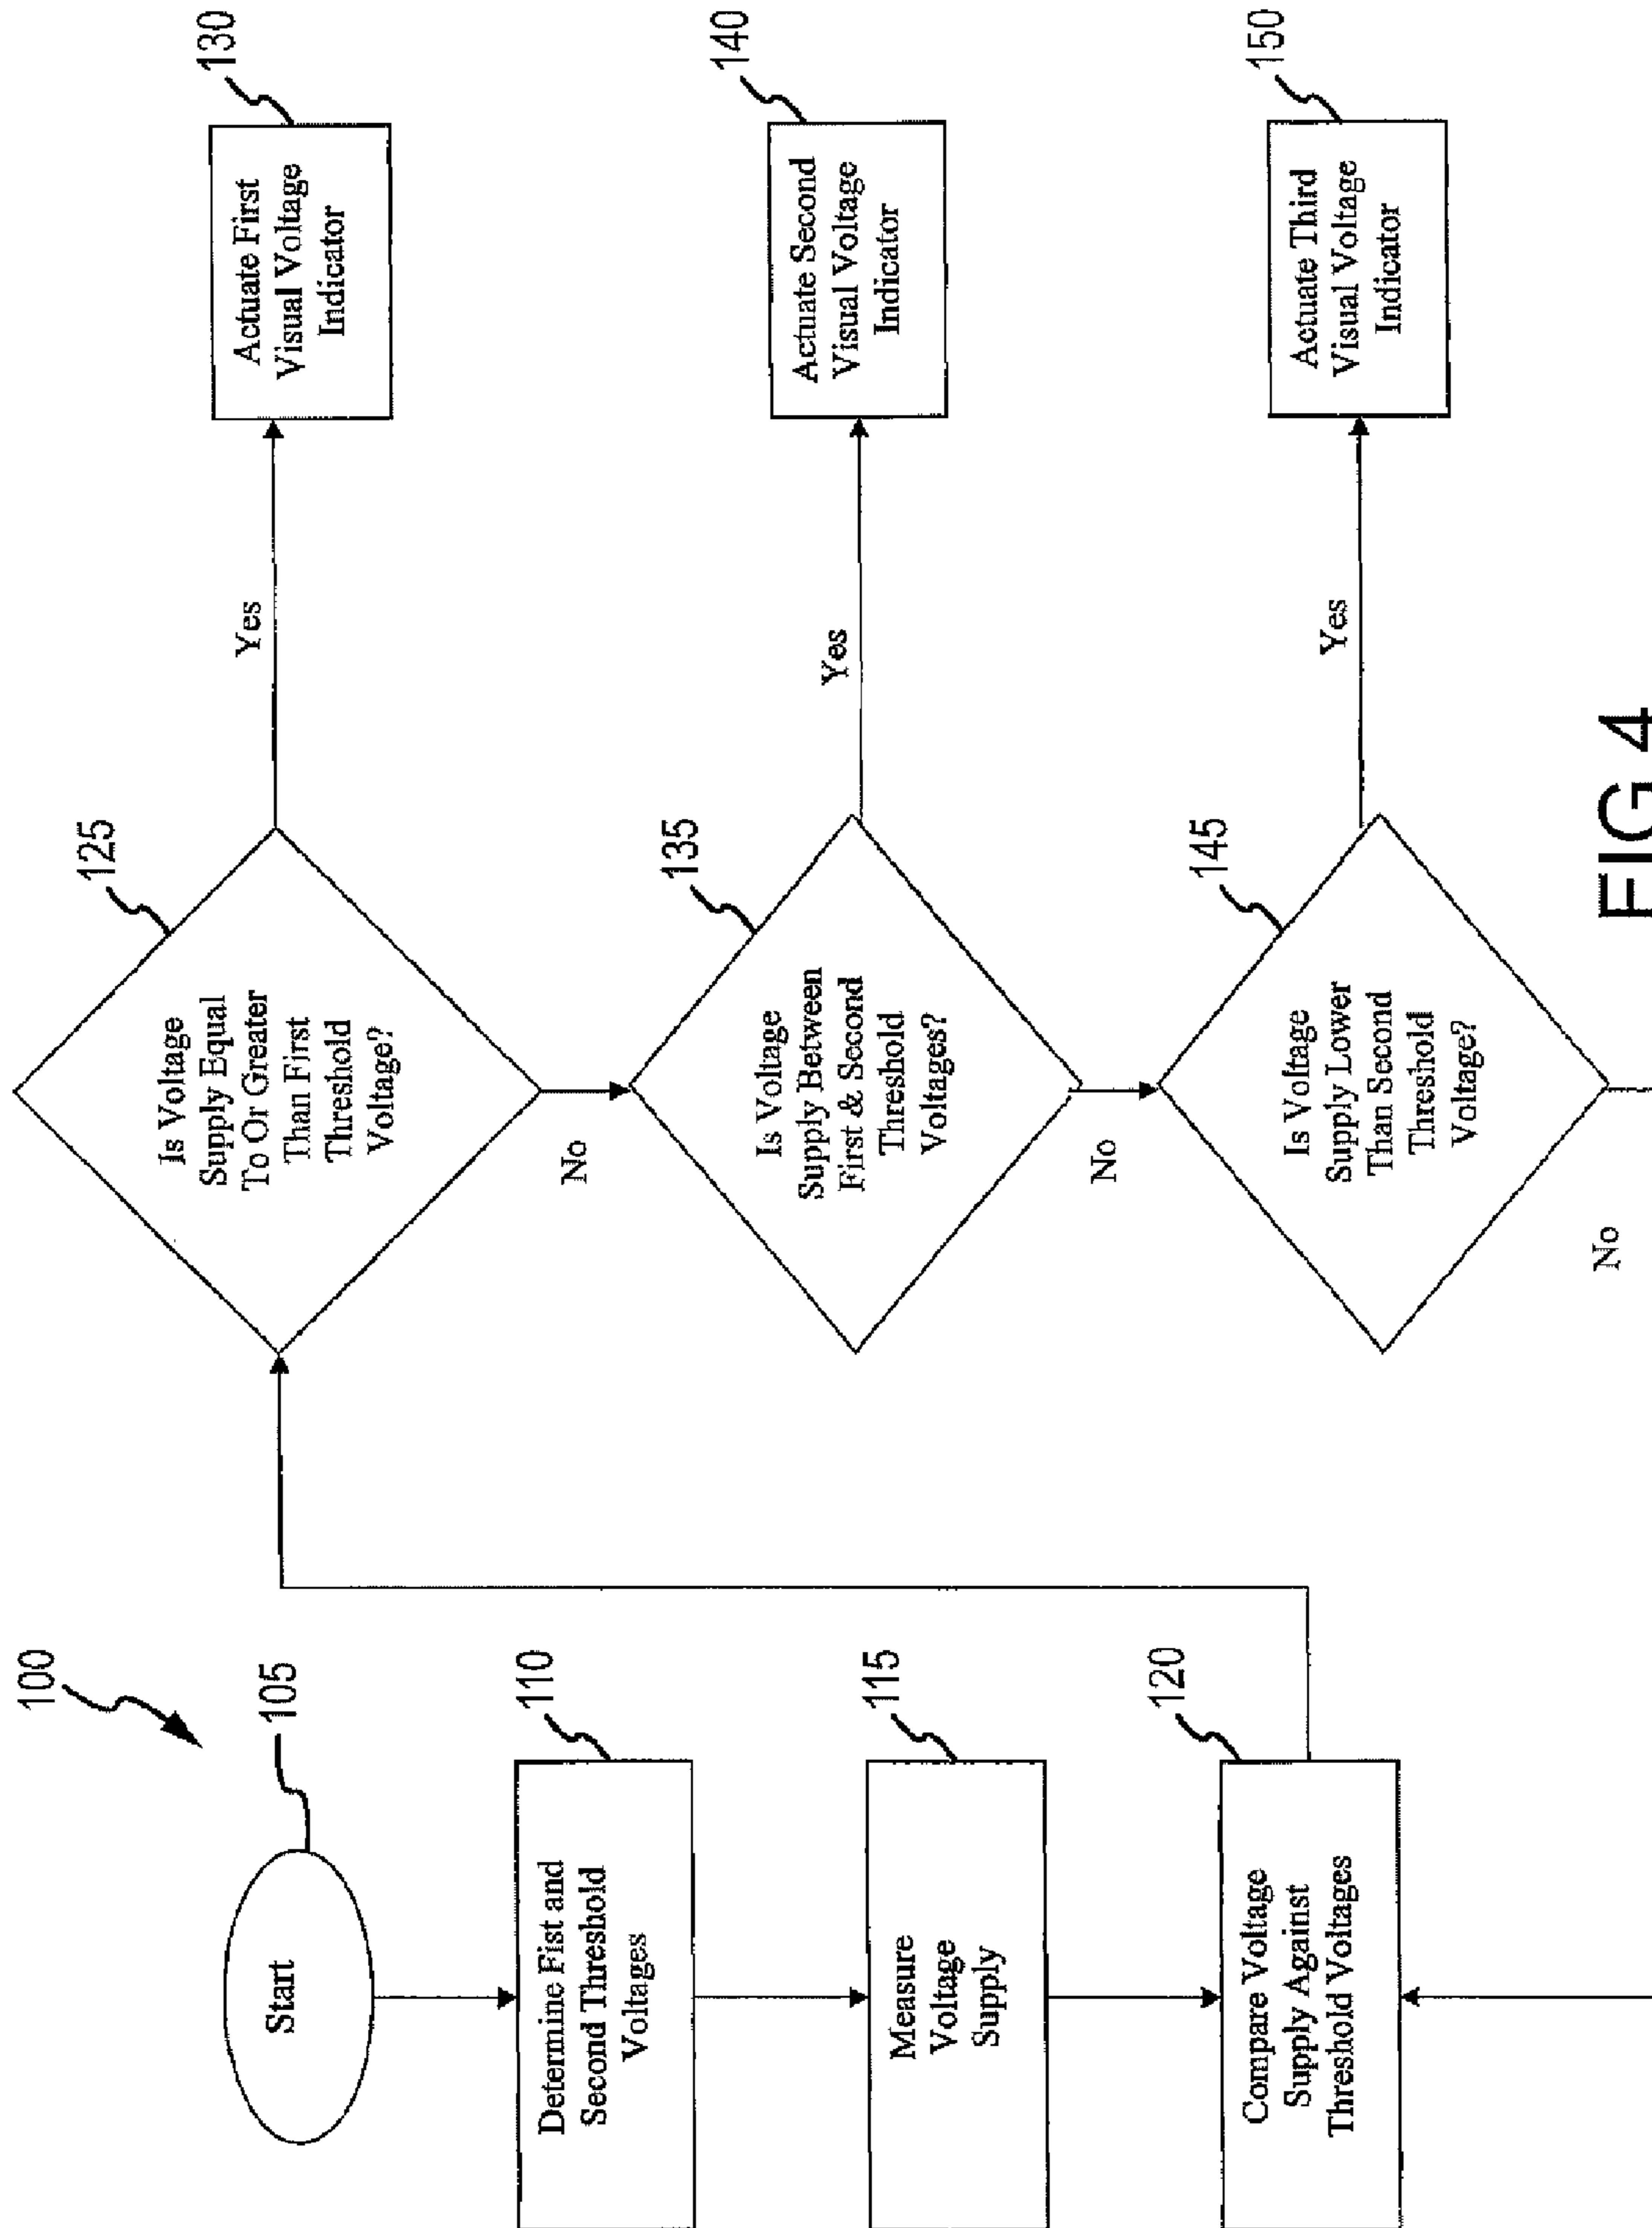 100
105
Start
110
Determine Fist and
Second Threshold
Voltages
115
Measure
Voltage
Supply
120
Compare Voltage
Supply Against
Threshold Voltages
125
Is Voltage
Supply Equal
To Or Greater
Than First
Threshold
Voltage?
Yes
130
Actuate First
Visual Voltage
Indicator
No
135
Is Voltage
Supply Between
First & Second
Threshold
Voltages?
Yes
140
Actuate Second
Visual Voltage
Indicator
No
145
Is Voltage
Supply Lower
Than Second
Threshold
Voltage?
Yes
150
Actuate Third
Visual Voltage
Indicator
No
FIG.4